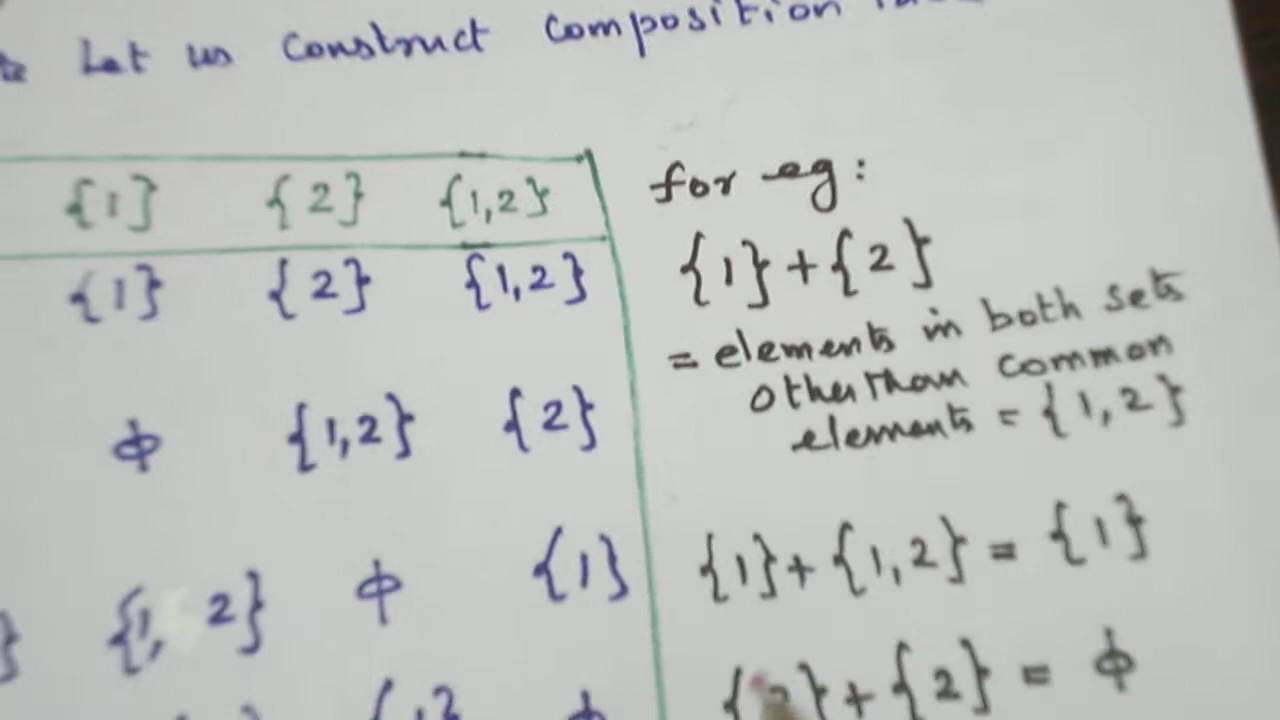 Let us construct composition
{1} {2} {1,2}
{1} {2} {1,2}
ϕ {1,2} {2}
} {1, 2} ϕ {1}
for eg:
{1}+{2}
= elements in both sets
other than common
elements = {1,2}
{1}+{1,2} = {1}
{2}+{2} = ϕ